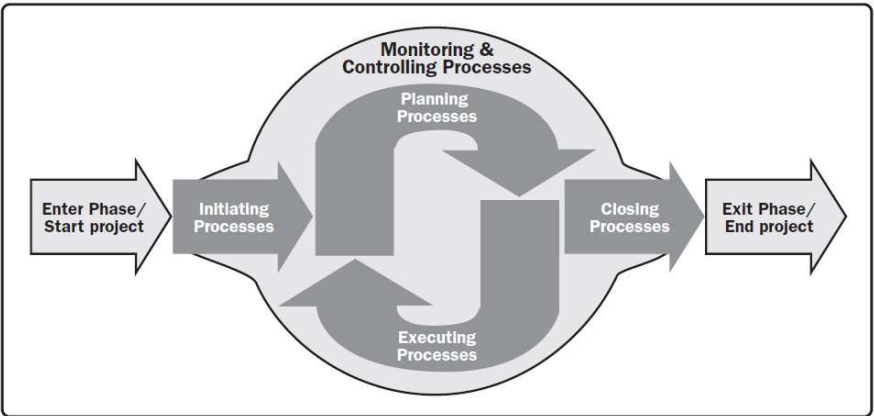 Monitoring &
Controlling Processes
Planning
Processes
Enter Phase/
Start project
Initiating
Processes
Closing
Processes
Exit Phase/
End project
Executing
Processes